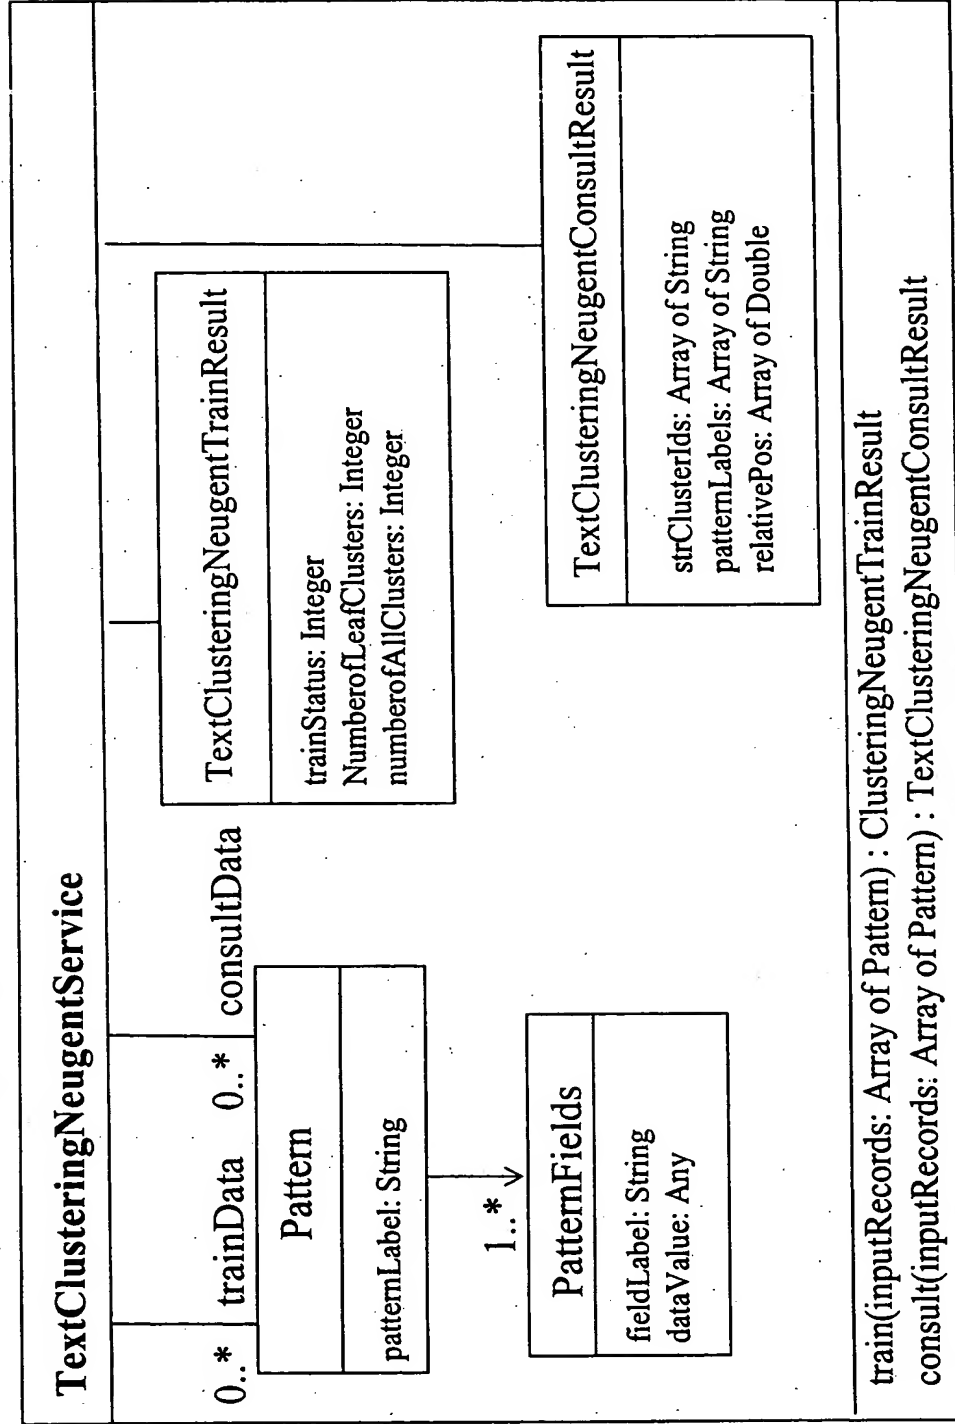 TextClusteringNeugentService
0..* trainData 0..* consultData
Pattern
patternLabel: String
1..*
PatternFields
fieldLabel: String
dataValue: Any
TextClusteringNeugentTrainResult
trainStatus: Integer
NumberofLeafClusters: Integer
numberofAllClusters: Integer
TextClusteringNeugentConsultResult
strClusterIds: Array of String
patternLabels: Array of String
relativePos: Array of Double
train(inputRecords: Array of Pattern) : ClusteringNeugentTrainResult
consult(inputRecords: Array of Pattern) : TextClusteringNeugentConsultResult